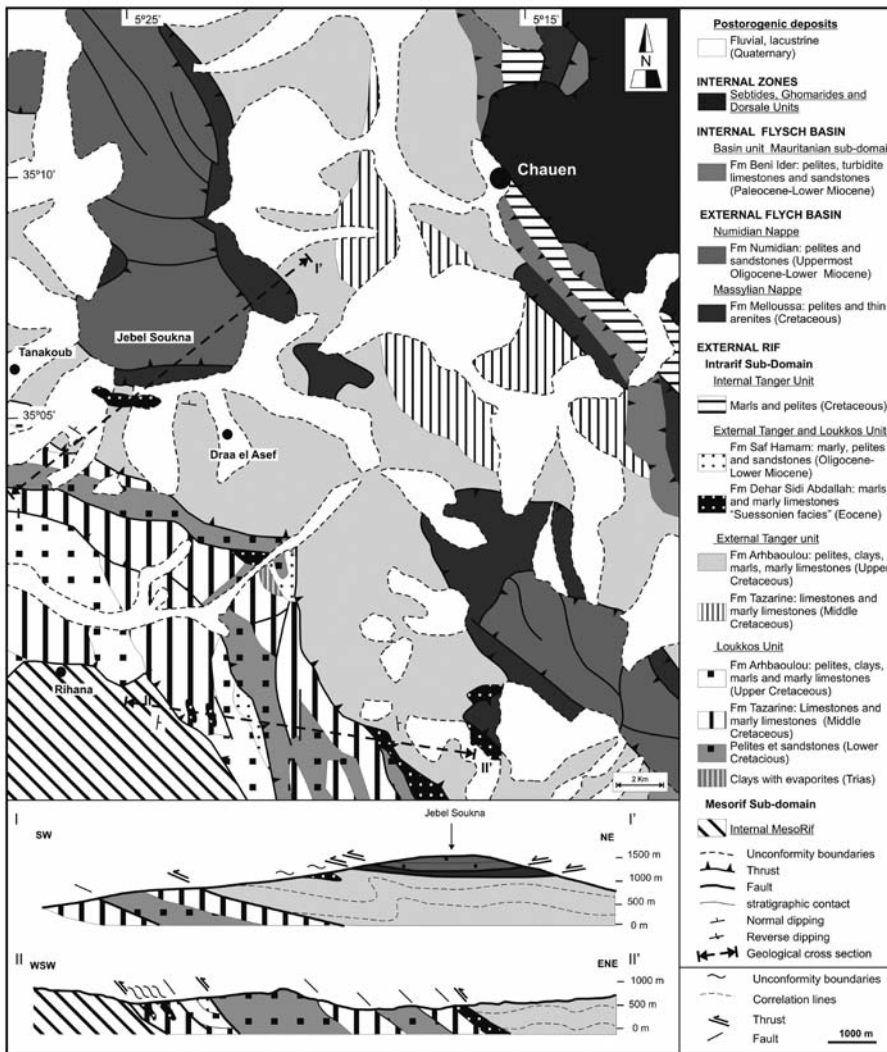 5º25'
5º15'
N
35º10'
Chauen
I'
Jebel Soukna
Tanakoub
35º05'
Draa el Asef
I
Rihana
II
II'
2 Km
I
SW
Jebel Soukna
I'
NE
1500 m
1000 m
500 m
0 m
II
WSW
II'
ENE
1000 m
500 m
0 m
Postorogenic deposits
Fluvial, lacustrine
(Quaternary)
INTERNAL ZONES
Sebtides, Ghomarides and
Dorsale Units
INTERNAL FLYSCH BASIN
Basin unit Mauritanian sub-domai
Fm Beni Ider: pelites, turbidite
limestones and sandstones
(Paleocene-Lower Miocene)
EXTERNAL FLYCH BASIN
Numidian Nappe
Fm Numidian: pelites and
sandstones (Uppermost
Oligocene-Lower Miocene)
Massylian Nappe
Fm Melloussa: pelites and thin
arenites (Cretaceous)
EXTERNAL RIF
Intrarif Sub-Domain
Internal Tanger Unit
Marls and pelites (Cretaceous)
External Tanger and Loukkos Unit
Fm Saf Hamam: marly, pelites
and sandstones (Oligocene-
Lower Miocene)
Fm Dehar Sidi Abdallah: marls
and marly limestones
"Suessonien facies" (Eocene)
External Tanger unit
Fm Arhbaoulou: pelites, clays,
marls, marly limestones (Upper
Cretaceous)
Fm Tazarine: limestones and
marly limestones (Middle
Cretaceous)
Loukkos Unit
Fm Arhbaoulou: pelites, clays,
marls and marly limestones
(Upper Cretaceous)
Fm Tazarine: Limestones and
marly limestones (Middle
Cretaceous)
Pelites et sandstones (Lower
Cretacious)
Clays with evaporites (Trias)
Mesorif Sub-domain
Internal MesoRif
Unconformity boundaries
Thrust
Fault
stratigraphic contact
Normal dipping
Reverse dipping
Geological cross section
Unconformity boundaries
Correlation lines
Thrust
Fault
1000 m